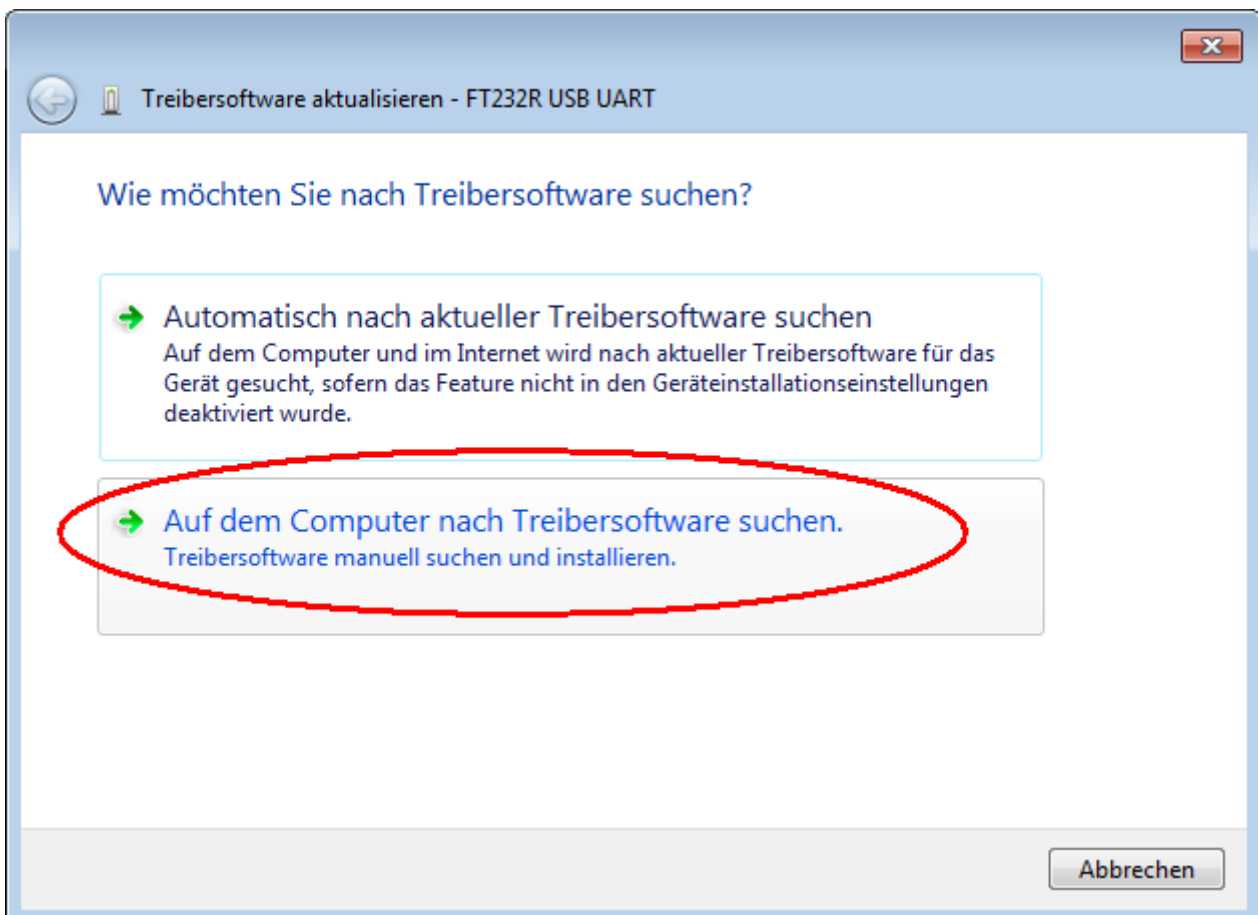 Treibersoftware aktualisieren - FT232R USB UART
Wie möchten Sie nach Treibersoftware suchen?
Automatisch nach aktueller Treibersoftware suchen
Auf dem Computer und im Internet wird nach aktueller Treibersoftware für das
Gerät gesucht, sofern das Feature nicht in den Geräteinstallationseinstellungen
deaktiviert wurde.
Auf dem Computer nach Treibersoftware suchen.
Treibersoftware manuell suchen und installieren.
Abbrechen